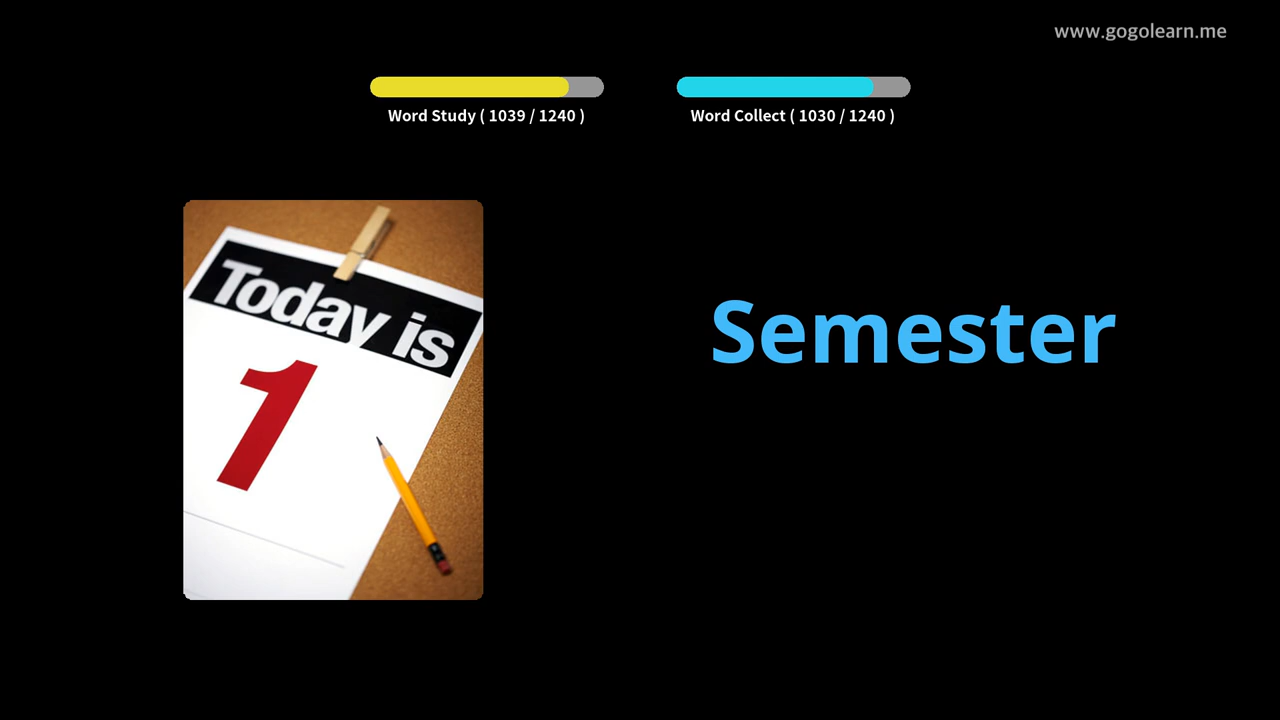 www.gogolearn.me
Word Study ( 1039 / 1240 )
Word Collect ( 1030 / 1240 )
Today is
1
Semester